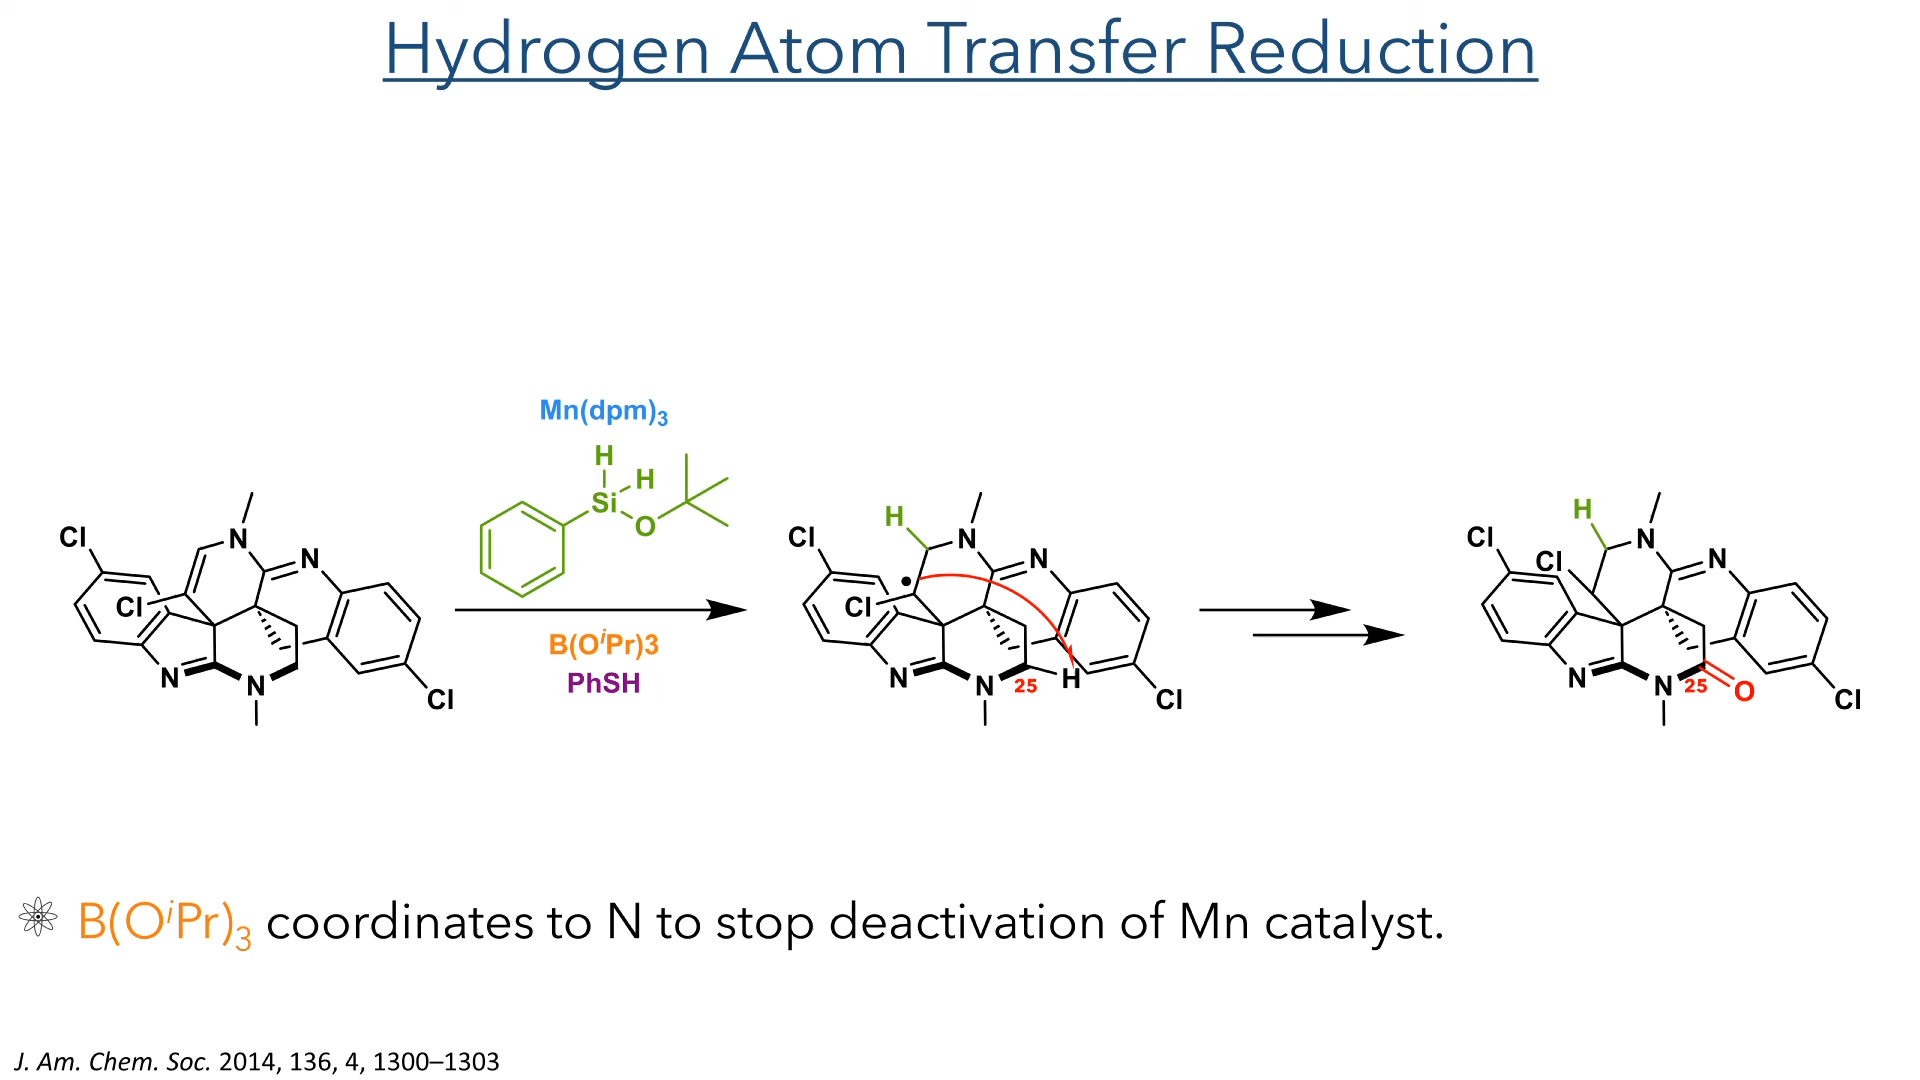 Hydrogen Atom Transfer Reduction
Mn(dpm)₃
H
H
Si
O
B(OⁱPr)3
PhSH
Cl
N
N
Cl
N
N
Cl
H
Cl
N
N
Cl
N
N
25
H
Cl
H
Cl
N
N
Cl
N
N
25
O
Cl
B(OⁱPr)₃ coordinates to N to stop deactivation of Mn catalyst.
J. Am. Chem. Soc. 2014, 136, 4, 1300–1303